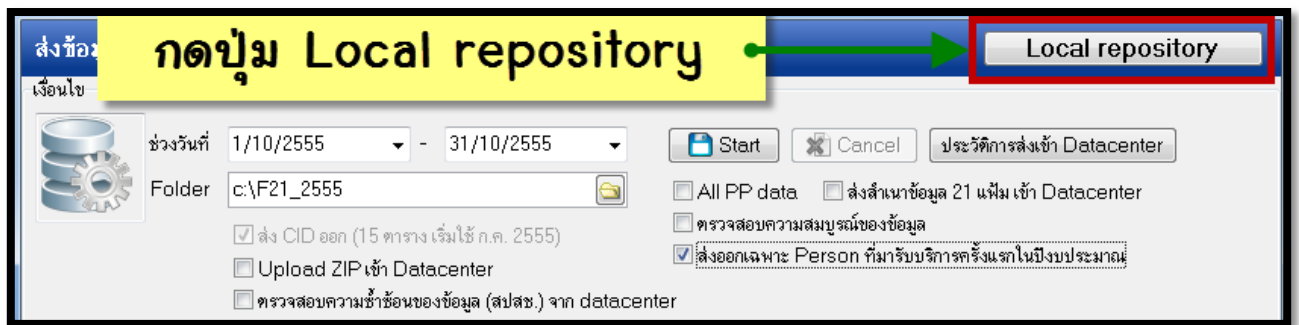 ส่งข้อมู
กดปุ่ม Local repository
Local repository
เงื่อนไข
ช่วงวันที่ 1/10/2555 - 31/10/2555 Start Cancel ประวัติการส่งเข้า Datacenter
Folder c:\F21_2555 All PP data ส่งสำเนาข้อมูล 21 แฟ้ม เข้า Datacenter
ตรวจสอบความสมบูรณ์ของข้อมูล
ส่ง CID ออก (15 ตาราง เริ่มใช้ ก.ค. 2555)
ส่งออกเฉพาะ Person ที่มารับบริการครั้งแรกในปีงบประมาณ
Upload ZIP เข้า Datacenter
ตรวจสอบความซ้ำซ้อนของข้อมูล (สปสช.) จาก datacenter